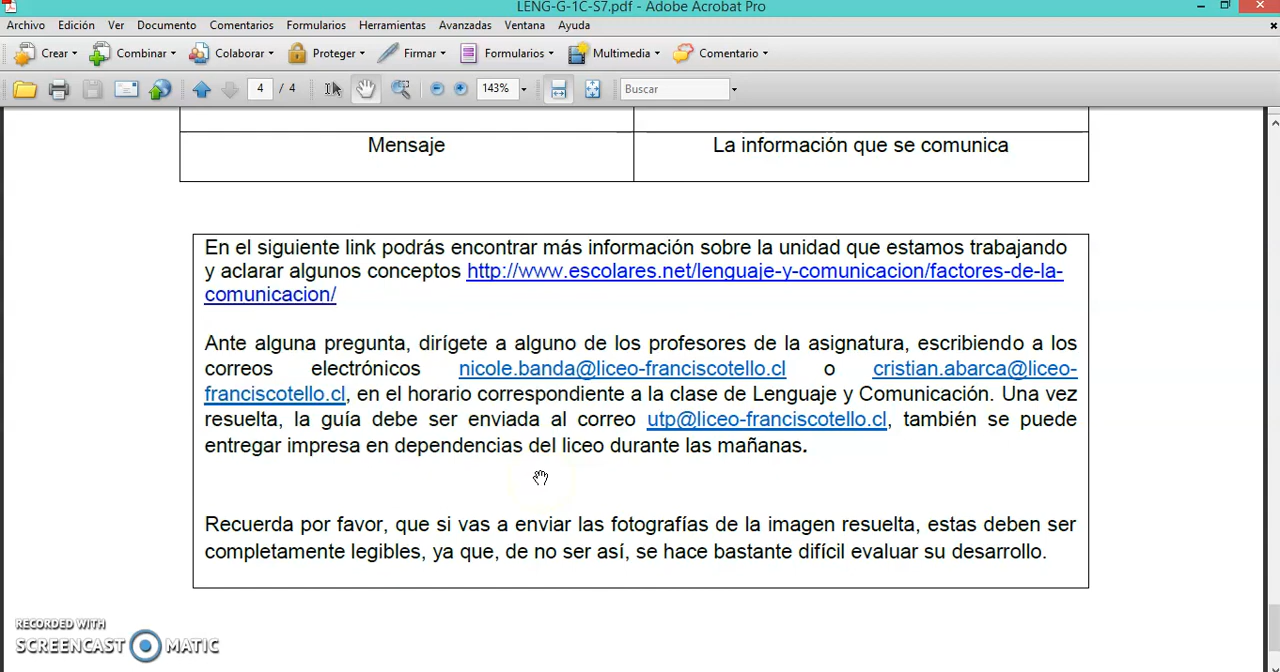 LENG-G-1C-S7.pdf - Adobe Acrobat Pro
Archivo Edición Ver Documento Comentarios Formularios Herramientas Avanzadas Ventana Ayuda
Crear Combinar Colaborar Proteger Firmar Formularios Multimedia Comentario
4 / 4 143% Buscar
Mensaje La información que se comunica
En el siguiente link podrás encontrar más información sobre la unidad que estamos trabajando
y aclarar algunos conceptos http://www.escolares.net/lenguaje-y-comunicacion/factores-de-la-
comunicacion/
Ante alguna pregunta, dirígete a alguno de los profesores de la asignatura, escribiendo a los
correos electrónicos nicole.banda@liceo-franciscotello.cl o cristian.abarca@liceo-
franciscotello.cl, en el horario correspondiente a la clase de Lenguaje y Comunicación. Una vez
resuelta, la guía debe ser enviada al correo utp@liceo-franciscotello.cl, también se puede
entregar impresa en dependencias del liceo durante las mañanas.
Recuerda por favor, que si vas a enviar las fotografías de la imagen resuelta, estas deben ser
completamente legibles, ya que, de no ser así, se hace bastante difícil evaluar su desarrollo.
RECORDED WITH
SCREENCAST MATIC